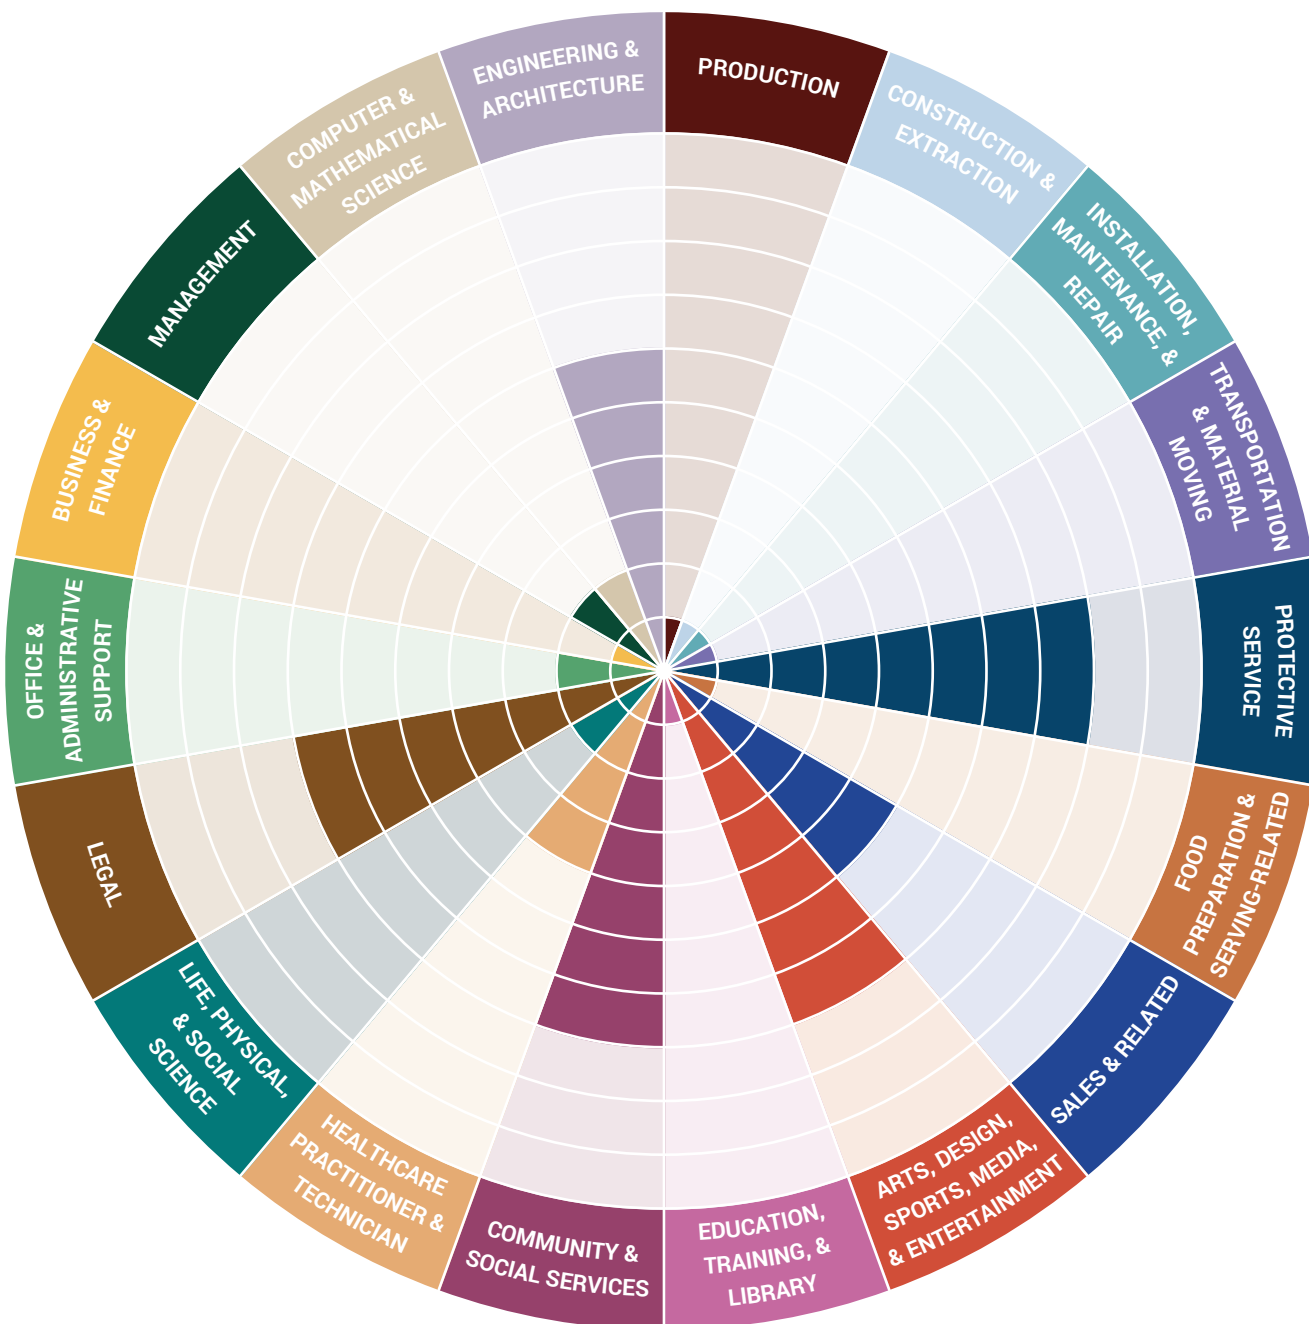 PRODUCTION
CONSTRUCTION &
EXTRACTION
INSTALLATION,
MAINTENANCE, &
REPAIR
TRANSPORTATION
& MATERIAL
MOVING
PROTECTIVE
SERVICE
FOOD
PREPARATION &
SERVING-RELATED
SALES & RELATED
ARTS, DESIGN,
SPORTS, MEDIA,
& ENTERTAINMENT
EDUCATION,
TRAINING, &
LIBRARY
COMMUNITY &
SOCIAL SERVICES
HEALTHCARE
PRACTITIONER &
TECHNICIAN
LIFE, PHYSICAL,
& SOCIAL
SCIENCE
LEGAL
OFFICE &
ADMINISTRATIVE
SUPPORT
BUSINESS &
FINANCE
MANAGEMENT
COMPUTER &
MATHEMATICAL
SCIENCE
ENGINEERING &
ARCHITECTURE